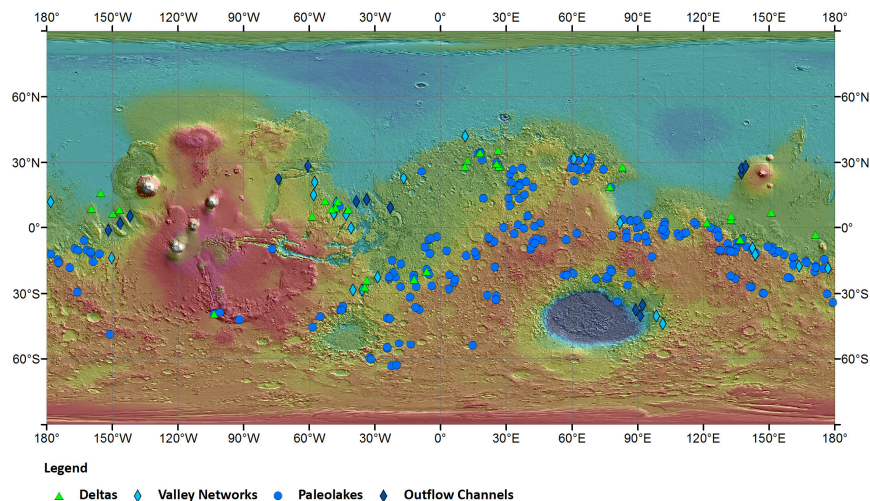 180° 150°W 120°W 90°W 60°W 30°W 0° 30°E 60°E 90°E 120°E 150°E 180°
60°N 60°N
30°N 30°N
0° 0°
30°S 30°S
60°S 60°S
180° 150°W 120°W 90°W 60°W 30°W 0° 30°E 60°E 90°E 120°E 150°E 180°
Legend
Deltas Valley Networks Paleolakes Outflow Channels